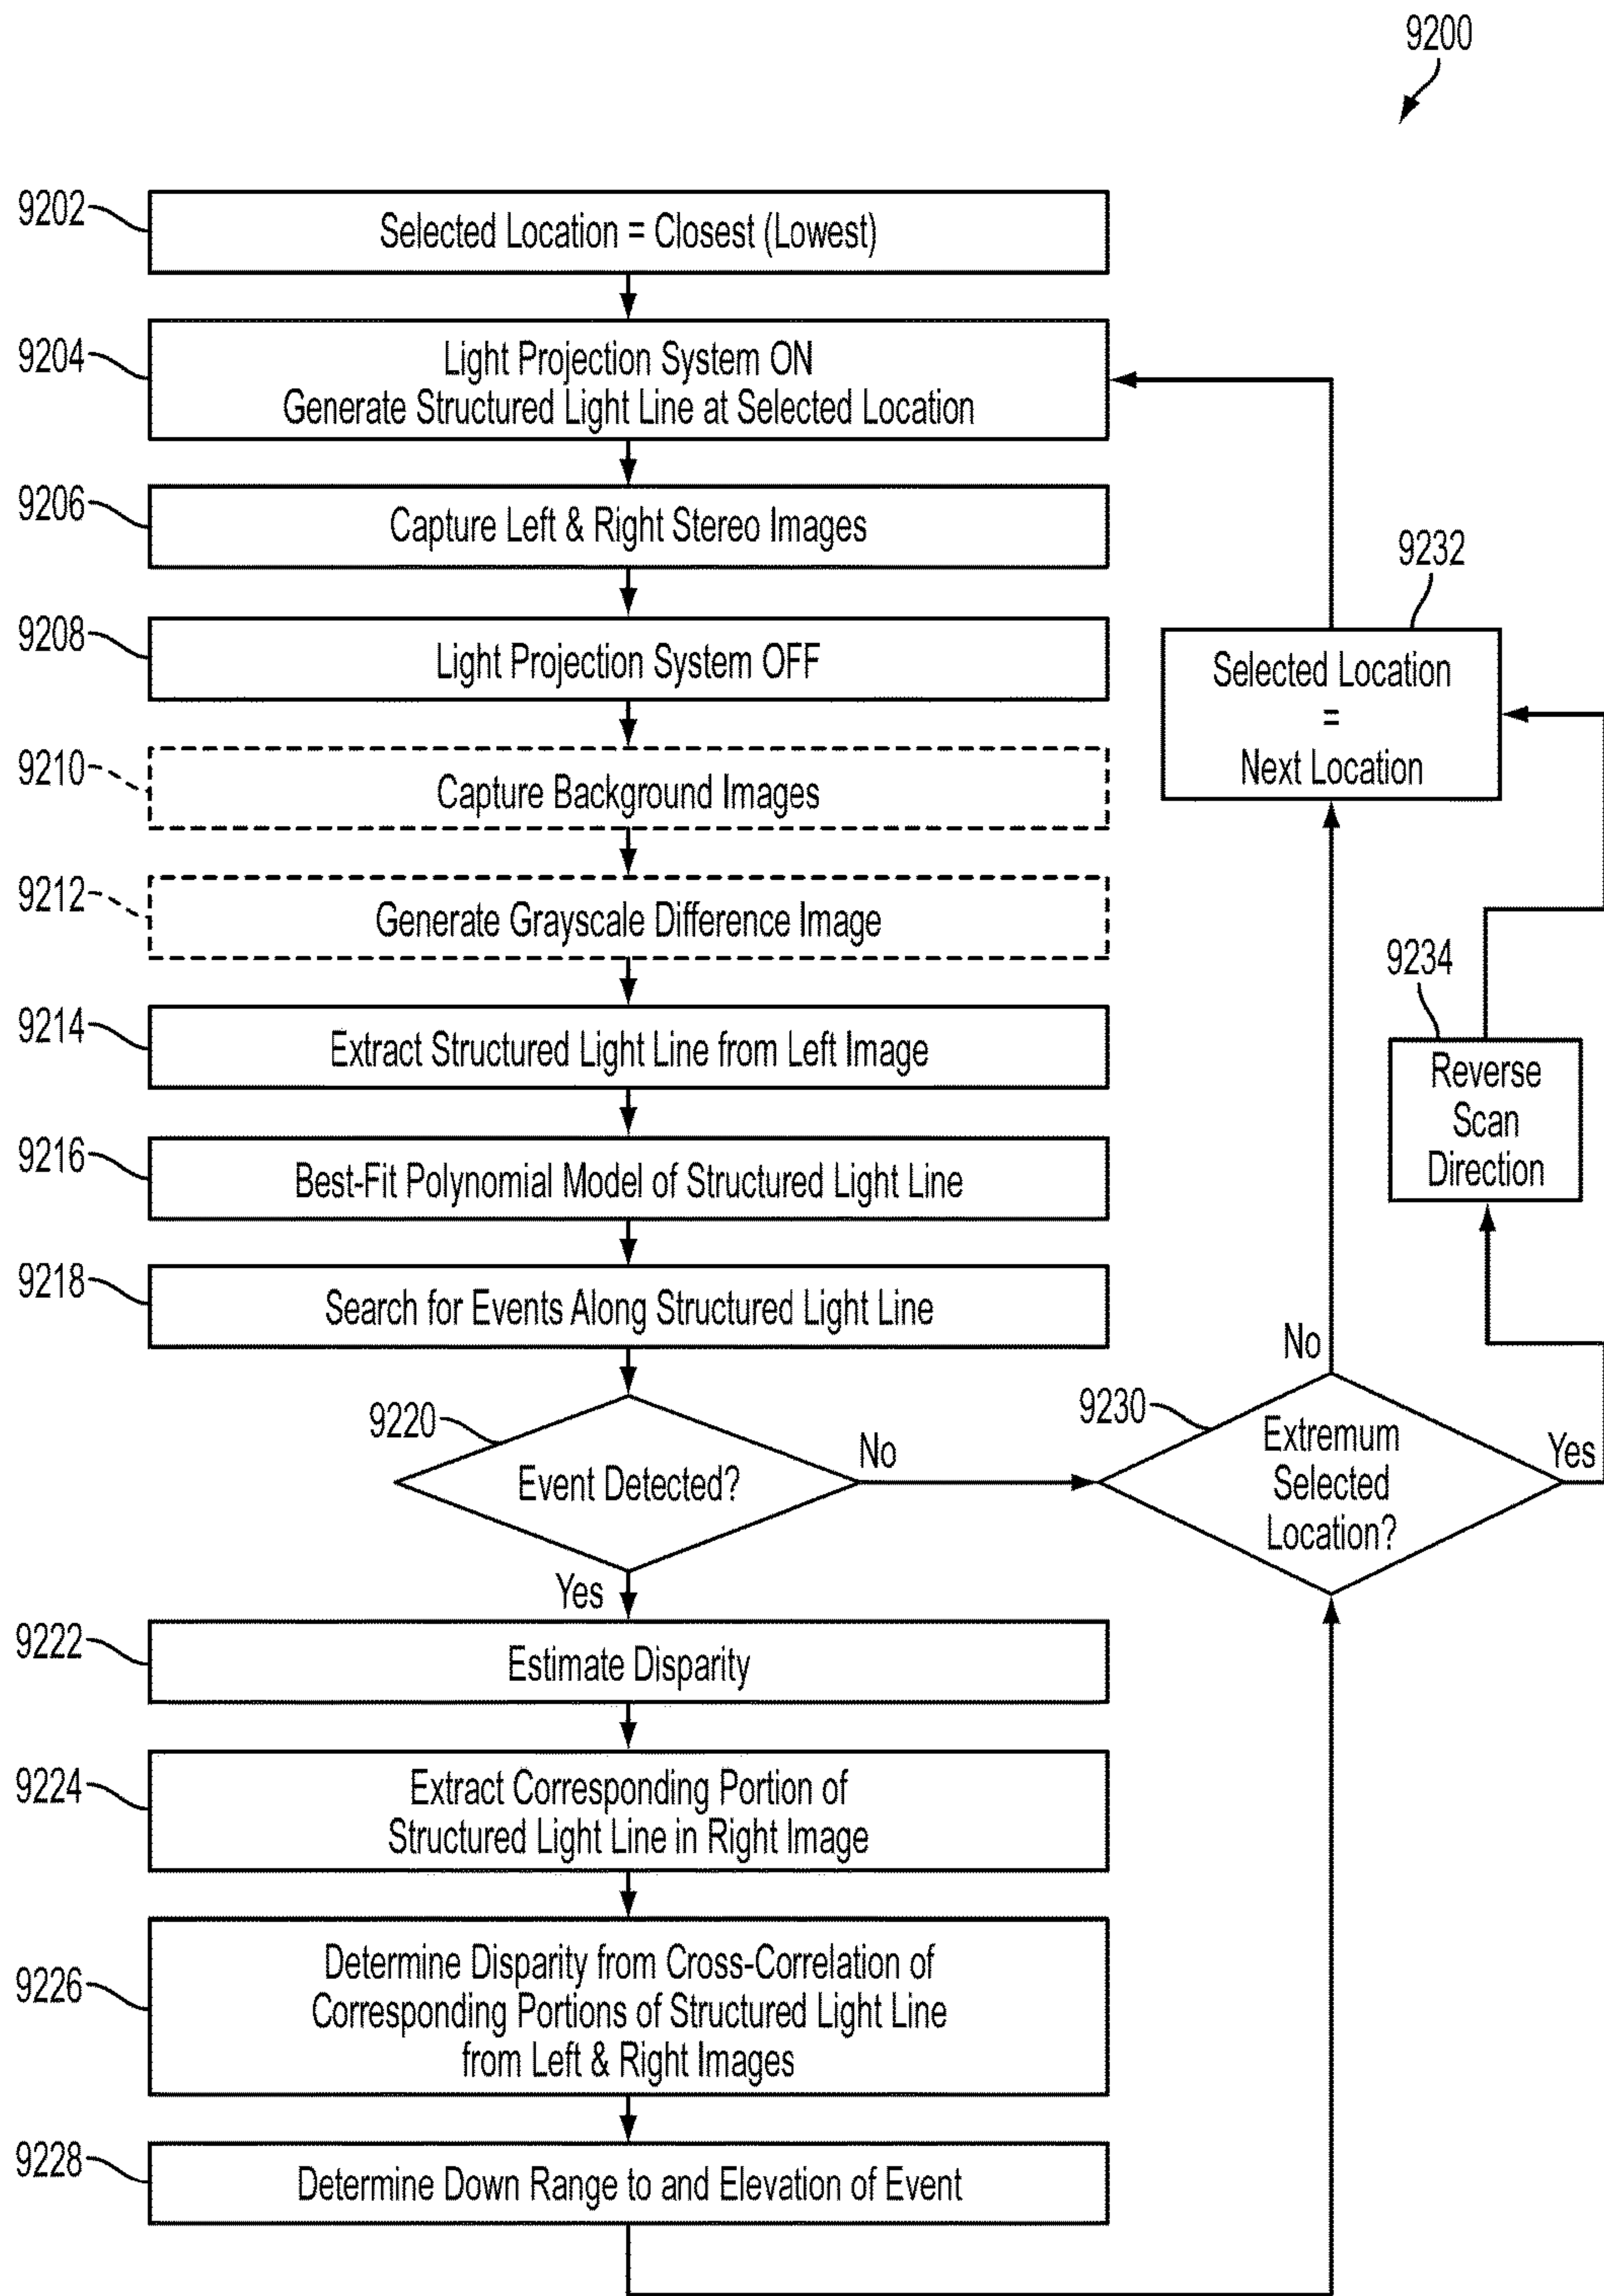 9200
9202
Selected Location = Closest (Lowest)
9204
Light Projection System ON
Generate Structured Light Line at Selected Location
9206
Capture Left & Right Stereo Images
9208
Light Projection System OFF
9210
Capture Background Images
9212
Generate Grayscale Difference Image
9214
Extract Structured Light Line from Left Image
9216
Best-Fit Polynomial Model of Structured Light Line
9218
Search for Events Along Structured Light Line
9220
Event Detected?
No
Yes
9222
Estimate Disparity
9224
Extract Corresponding Portion of
Structured Light Line in Right Image
9226
Determine Disparity from Cross-Correlation of
Corresponding Portions of Structured Light Line
from Left & Right Images
9228
Determine Down Range to and Elevation of Event
9230
Extremum
Selected
Location?
No
Yes
9232
Selected Location
=
Next Location
9234
Reverse
Scan
Direction